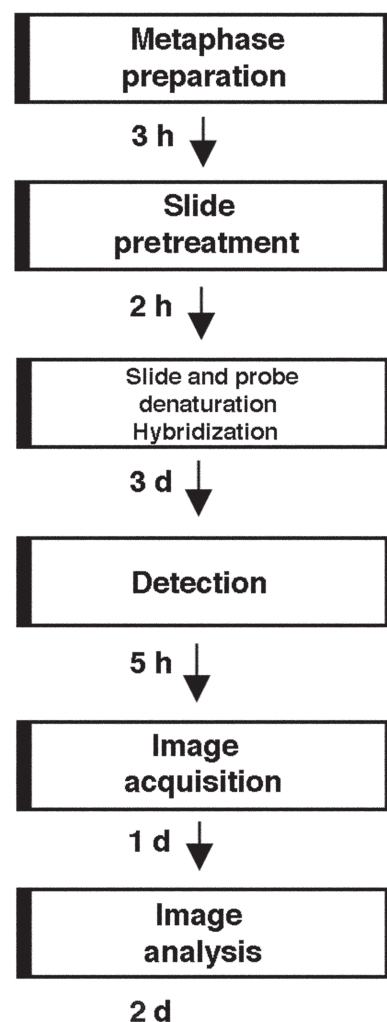 Metaphase
preparation
3 h
Slide
pretreatment
2 h
Slide and probe
denaturation
Hybridization
3 d
Detection
5 h
Image
acquisition
1 d
Image
analysis
2 d